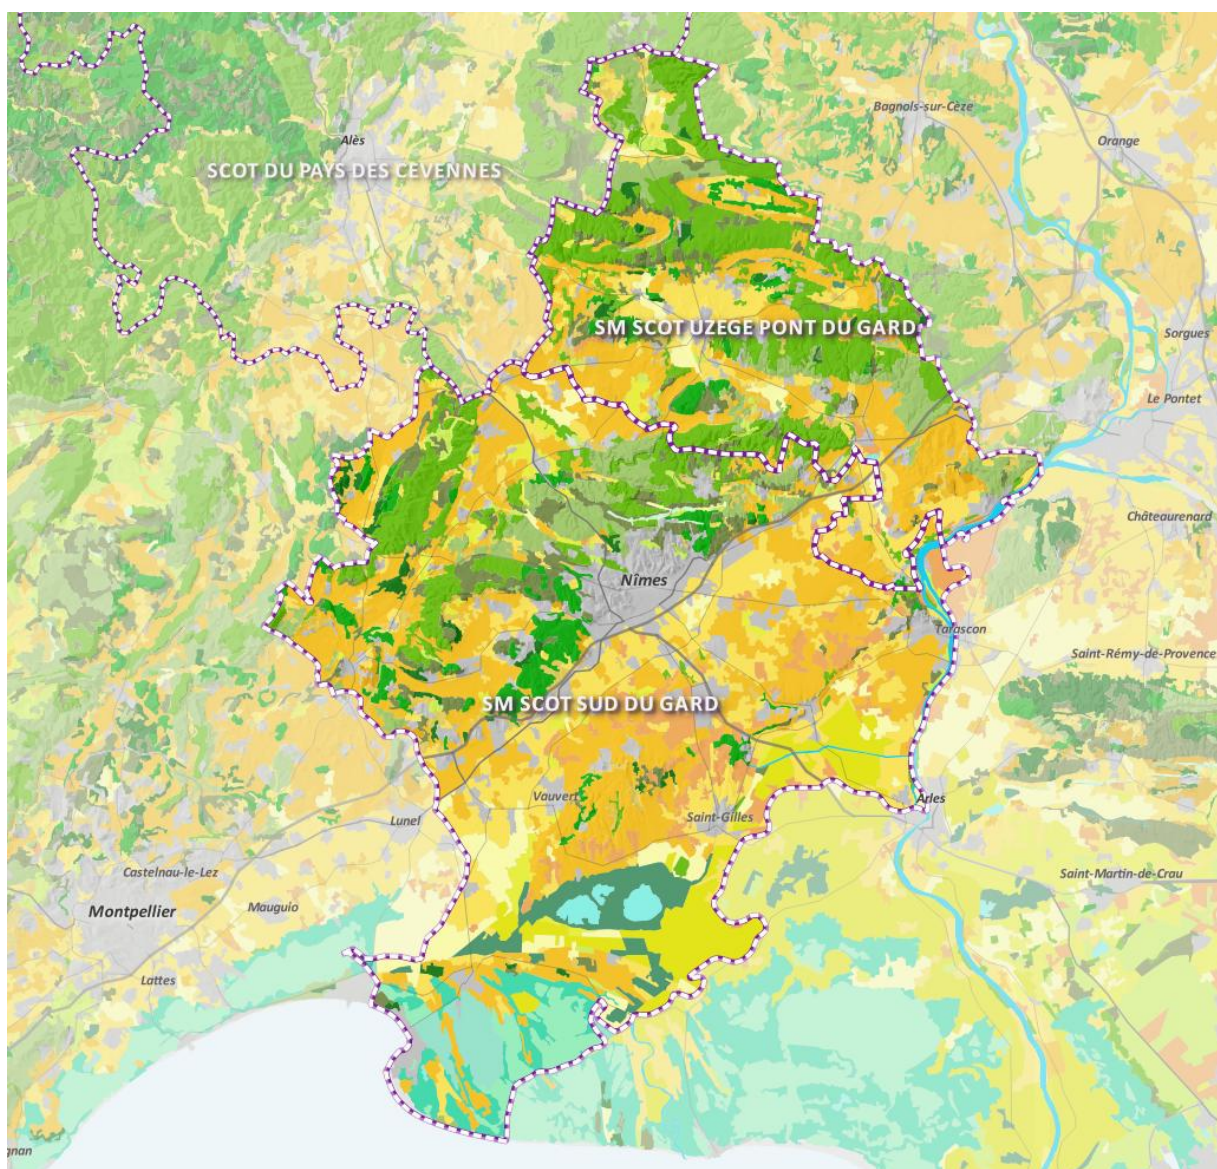 Bagnols-sur-Cèze
Alès
Orange
SCOT DU PAYS DES CEVENNES
SM SCOT UZEGE PONT DU GARD
Sorgues
Le Pontet
Châteaurenard
Nîmes
Tarascon
Saint-Rémy-de-Provence
SM SCOT SUD DU GARD
Vauvert
Arles
Lunel
Saint-Gilles
Castelnau-le-Lez
Saint-Martin-de-Crau
Montpellier
Mauguio
Lattes
gnan